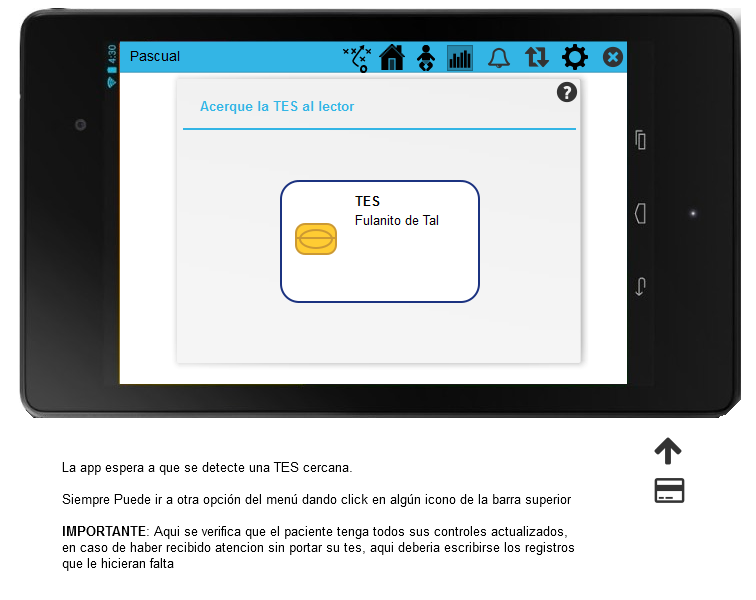 4:30
Pascual
Acerque la TES al lector
?
TES
Fulanito de Tal
La app espera a que se detecte una TES cercana.
Siempre Puede ir a otra opción del menú dando click en algún icono de la barra superior
IMPORTANTE: Aqui se verifica que el paciente tenga todos sus controles actualizados,
en caso de haber recibido atencion sin portar su tes, aqui deberia escribirse los registros
que le hicieran falta